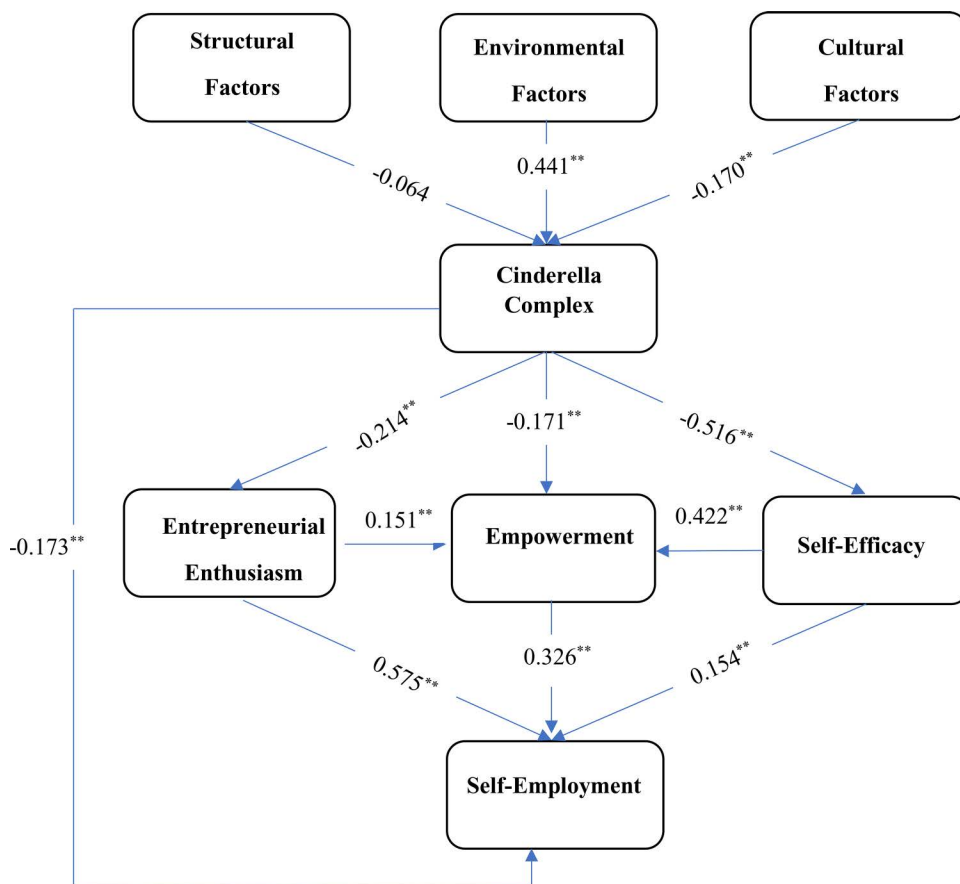 Structural
Factors
Environmental
Factors
Cultural
Factors
-0.064
0.441**
-0.170**
Cinderella
Complex
-0.214**
-0.171**
-0.516**
-0.173**
Entrepreneurial
Enthusiasm
0.151**
Empowerment
0.422**
Self-Efficacy
0.575**
0.326**
0.154**
Self-Employment